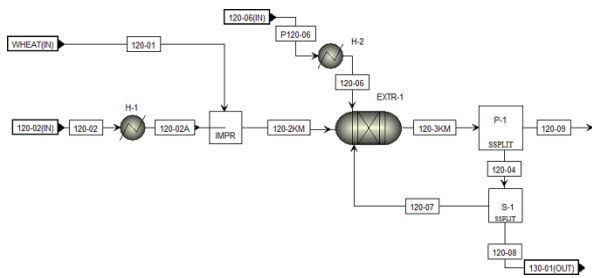 120-06(IN)
P120-06
H-2
WHEAT(IN)
120-01
120-06
EXTR-1
H-1
120-02(IN)
120-02
120-02A
IMPR
120-2KM
120-3KM
P-1
SSPLIT
120-09
120-04
120-07
S-1
SSPLIT
120-08
130-01(OUT)